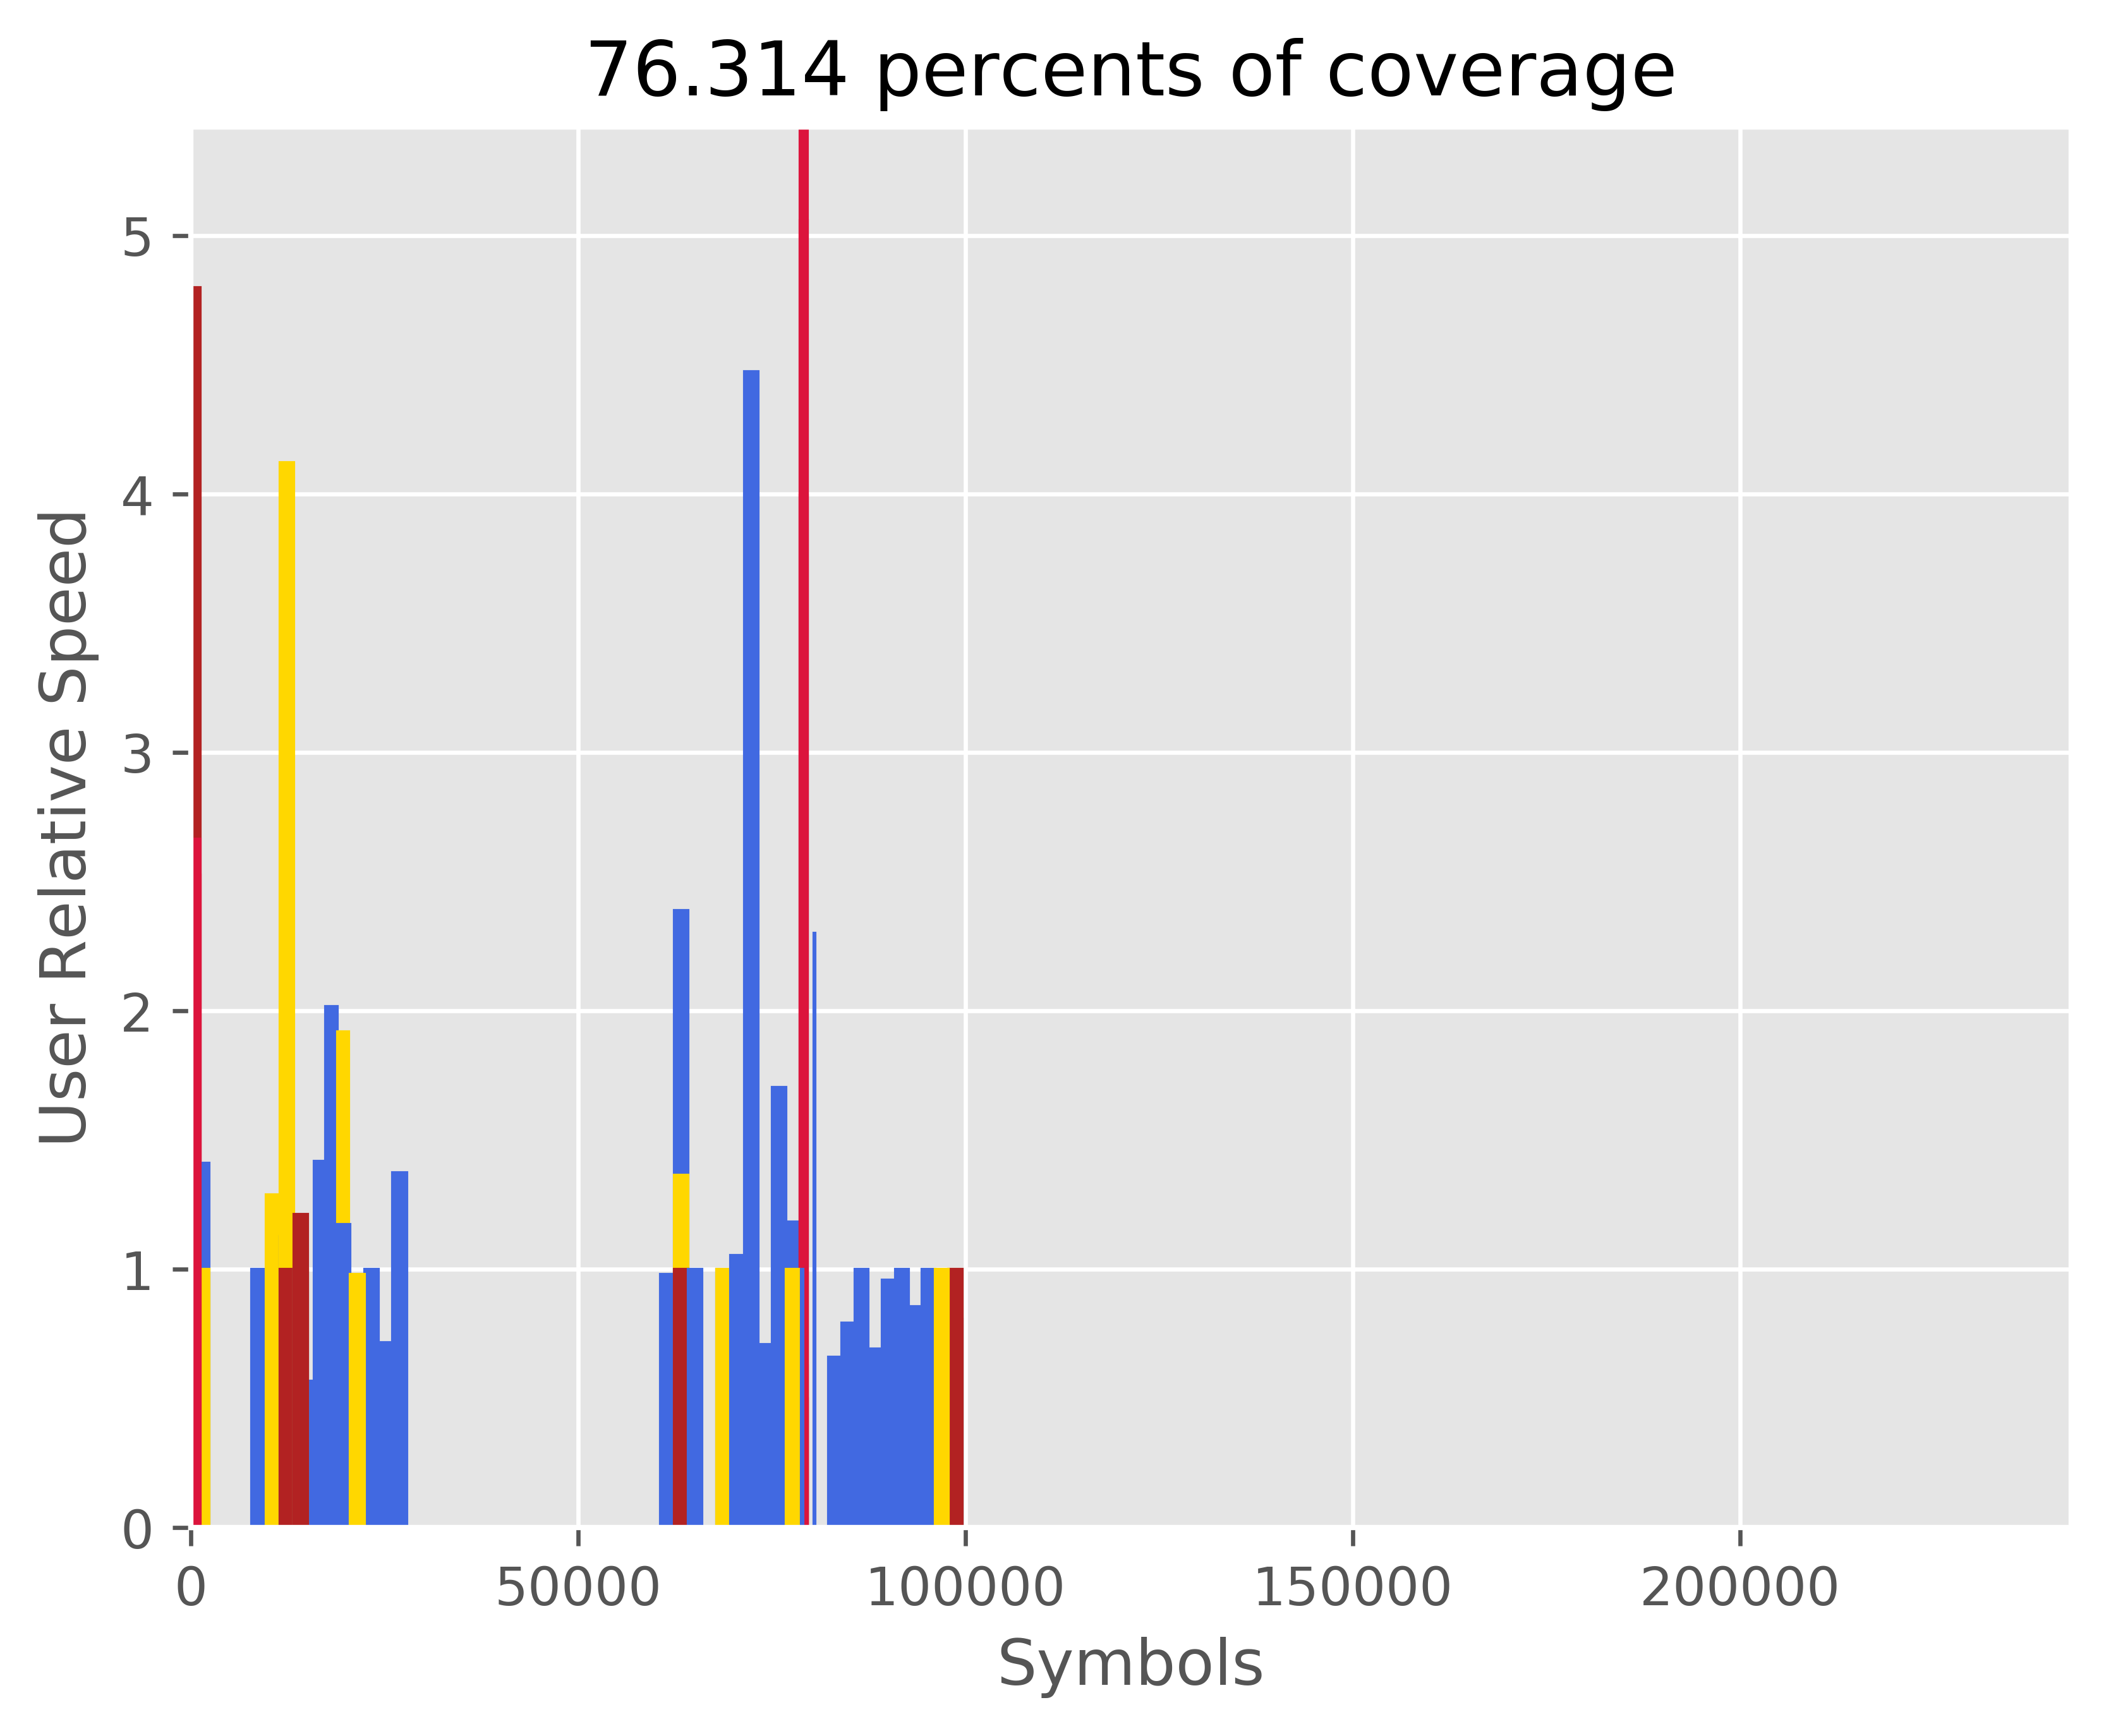 76.314 percents of coverage
User Relative Speed
5
4
3
2
1
0
0 50000 100000 150000 200000
Symbols